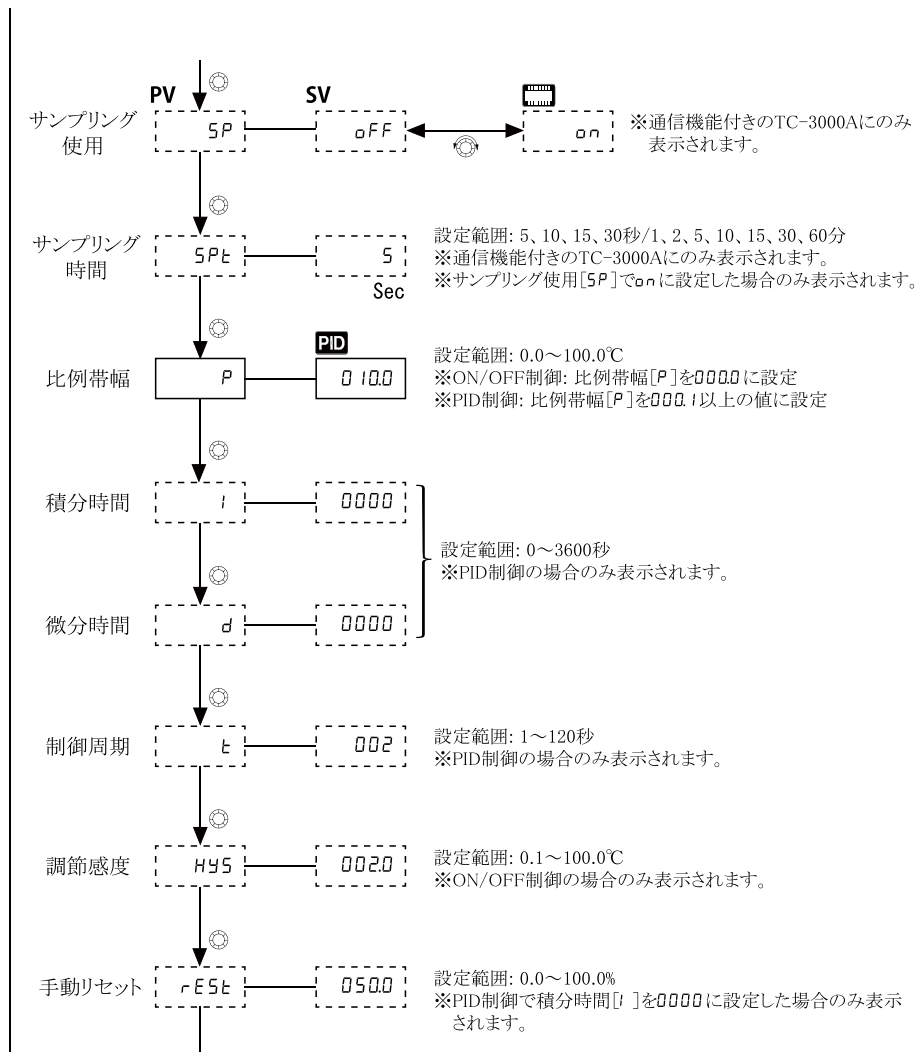 PV SV
サンプリング
使用
SP oFF on
※通信機能付きのTC-3000Aにのみ
表示されます。
サンプリング
時間
SPt 5
Sec
設定範囲: 5、10、15、30秒/1、2、5、10、15、30、60分
※通信機能付きのTC-3000Aにのみ表示されます。
※サンプリング使用[SP]でonに設定した場合のみ表示されます。
PID
比例帯幅
P 010.0
設定範囲: 0.0～100.0℃
※ON/OFF制御: 比例帯幅[P]を000.0に設定
※PID制御: 比例帯幅[P]を000.1以上の値に設定
積分時間
I 0000
設定範囲: 0～3600秒
※PID制御の場合のみ表示されます。
微分時間
d 0000
制御周期
t 002
設定範囲: 1～120秒
※PID制御の場合のみ表示されます。
調節感度
HYS 002.0
設定範囲: 0.1～100.0℃
※ON/OFF制御の場合のみ表示されます。
手動リセット
rESt 050.0
設定範囲: 0.0～100.0%
※PID制御で積分時間[I]を0000に設定した場合のみ表示
されます。